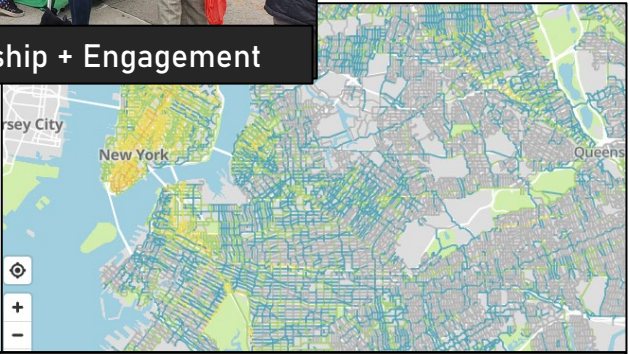 ship + Engagement
rsey City
New York
Queens
+
−